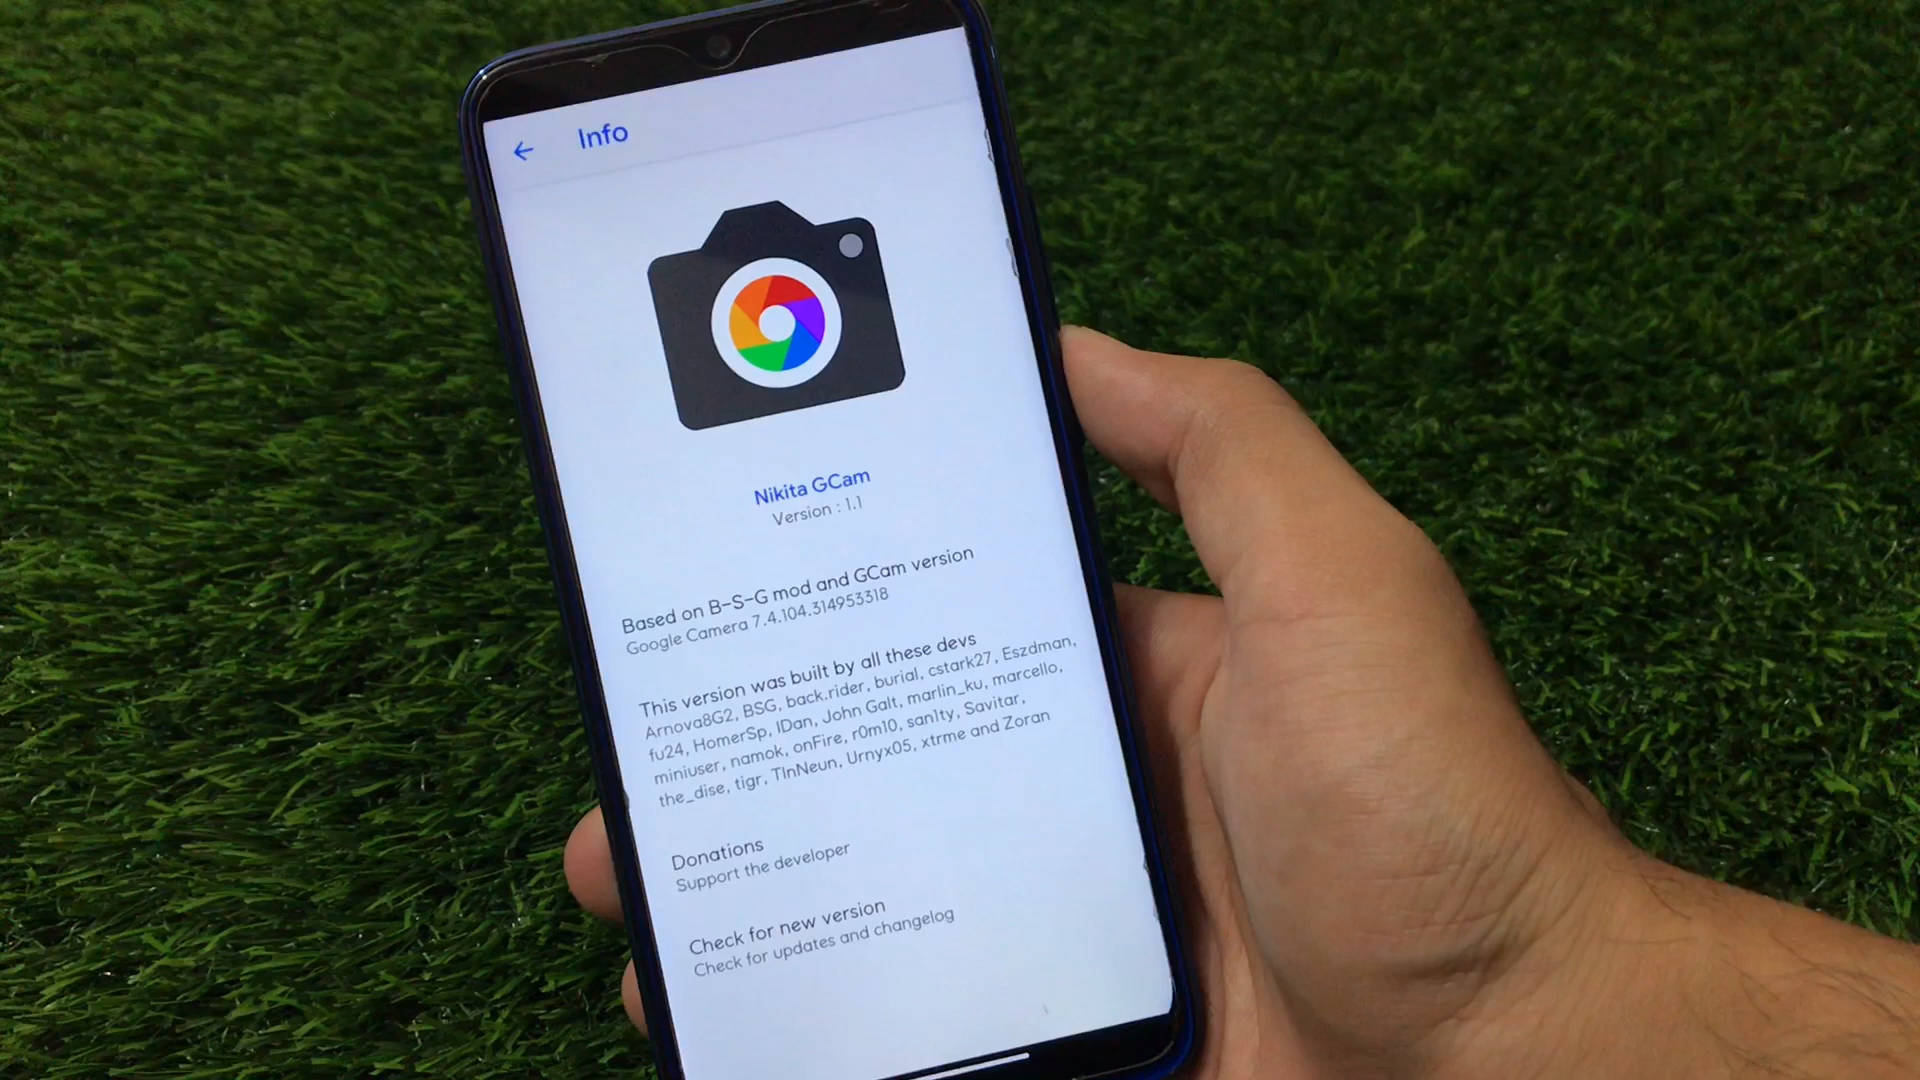 Info
Nikita GCam
Version : 1.1
Based on B-S-G mod and GCam version
Google Camera 7.4.104.314953318
This version was built by all these devs
Arnova8G2, BSG, back.rider, burial, cstark27, Eszdman,
fu24, HomerSp, IDan, John Galt, marlin_ku, marcello,
miniuser, namok, onFire, r0m10, san1ty, Savitar,
the_dise, tigr, TlnNeun, Urnyx05, xtrme and Zoran
Donations
Support the developer
Check for new version
Check for updates and changelog